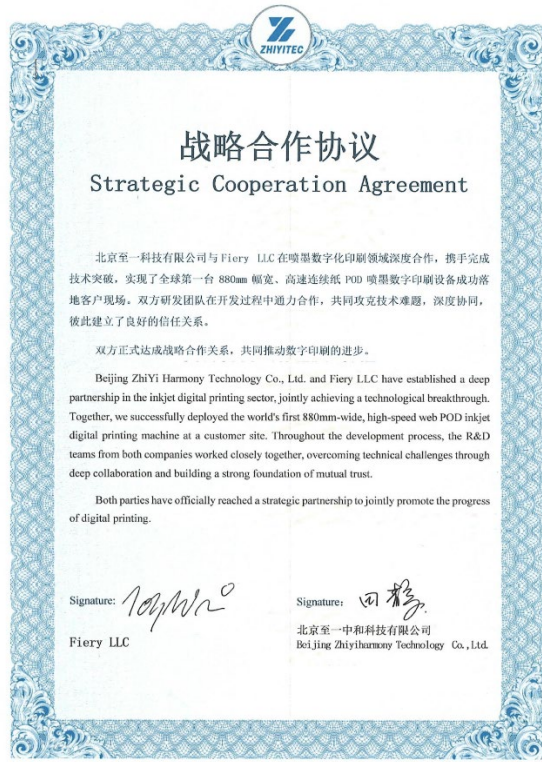 ZHIYITEC
战略合作协议
Strategic Cooperation Agreement
北京至一科技有限公司与Fiery LLC在喷墨数字化印刷领域深度合作，携手完成
技术突破，实现了全球第一台 880mm 幅宽、高速连续纸 POD 喷墨数字印刷设备成功落
地客户现场。双方研发团队在开发过程中通力合作，共同攻克技术难题，深度协同，
彼此建立了良好的信任关系。
双方正式达成战略合作关系，共同推动数字印刷的进步。
Beijing ZhiYi Harmony Technology Co., Ltd. and Fiery LLC have established a deep
partnership in the inkjet digital printing sector, jointly achieving a technological breakthrough.
Together, we successfully deployed the world's first 880mm-wide, high-speed web POD inkjet
digital printing machine at a customer site. Throughout the development process, the R&D
teams from both companies worked closely together, overcoming technical challenges through
deep collaboration and building a strong foundation of mutual trust.
Both parties have officially reached a strategic partnership to jointly promote the progress
of digital printing.
Signature:
Fiery LLC
Signature:
北京至一中和科技有限公司
Beijing Zhiyiharmony Technology Co.,Ltd.